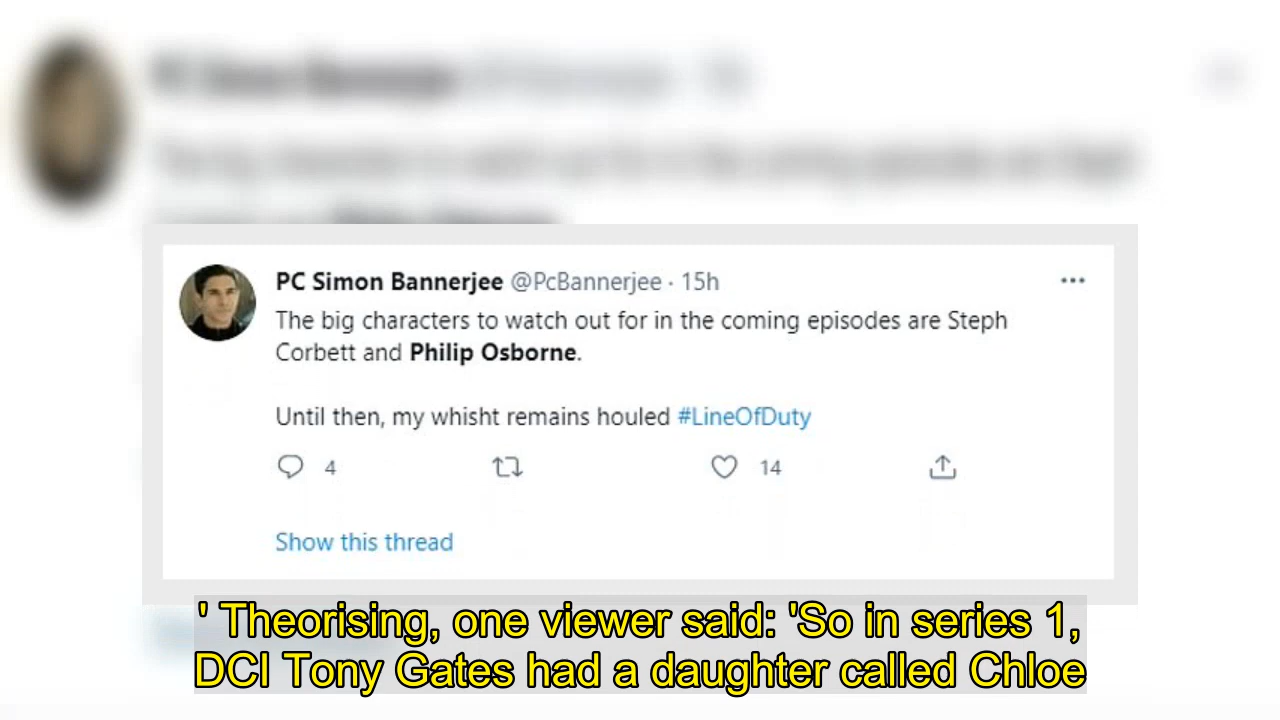 PC Simon Bannerjee @PcBannerjee · 15h
The big characters to watch out for in the coming episodes are Steph
Corbett and Philip Osborne.
Until then, my whisht remains houled #LineOfDuty
4 14
Show this thread
' Theorising, one viewer said: 'So in series 1,
DCI Tony Gates had a daughter called Chloe